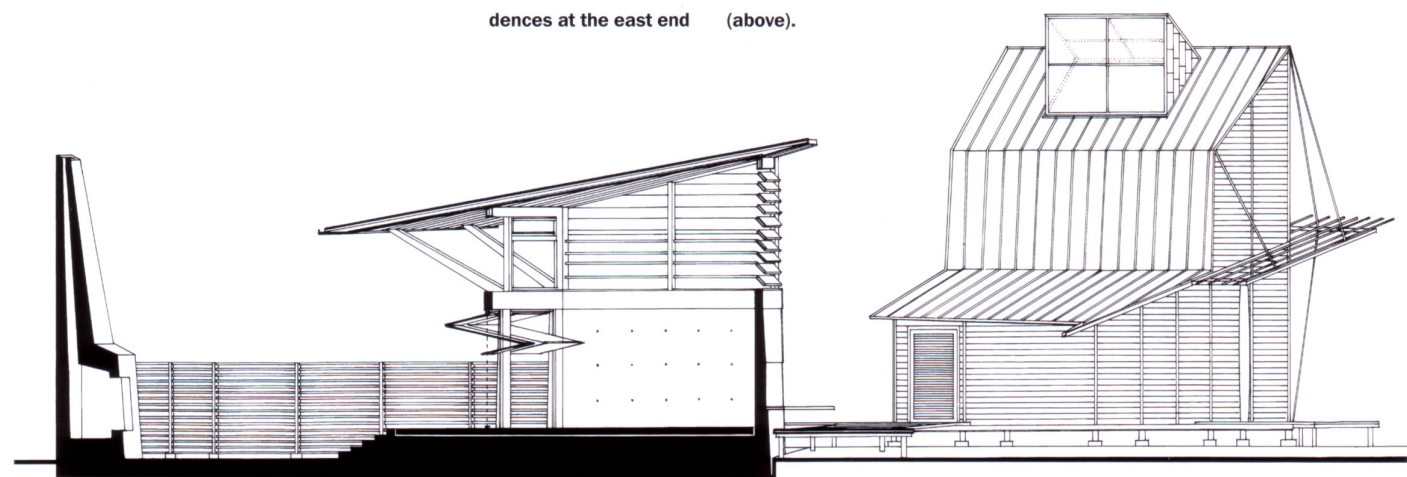 dences at the east end (above).